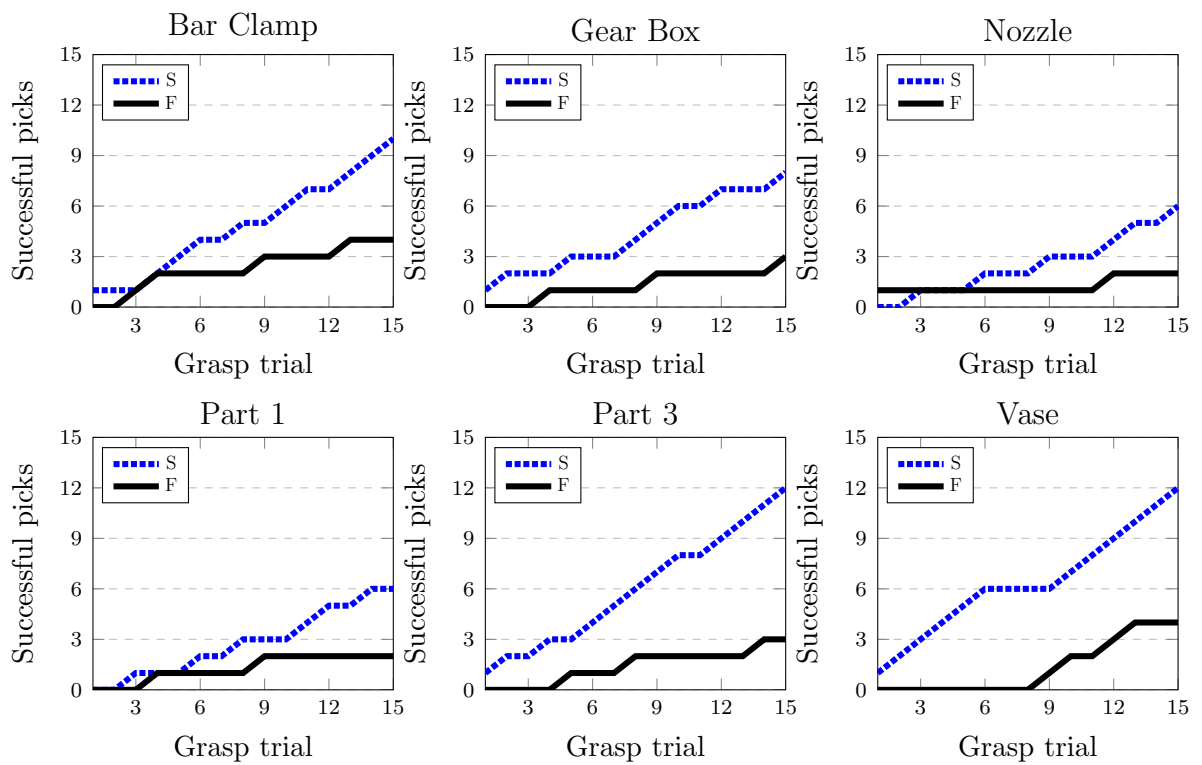 Bar Clamp
Successful picks
15
12
9
6
3
0
S
F
3 6 9 12 15
Grasp trial
Gear Box
Successful picks
15
12
9
6
3
0
S
F
3 6 9 12 15
Grasp trial
Nozzle
Successful picks
15
12
9
6
3
0
S
F
3 6 9 12 15
Grasp trial
Part 1
Successful picks
15
12
9
6
3
0
S
F
3 6 9 12 15
Grasp trial
Part 3
Successful picks
15
12
9
6
3
0
S
F
3 6 9 12 15
Grasp trial
Vase
Successful picks
15
12
9
6
3
0
S
F
3 6 9 12 15
Grasp trial